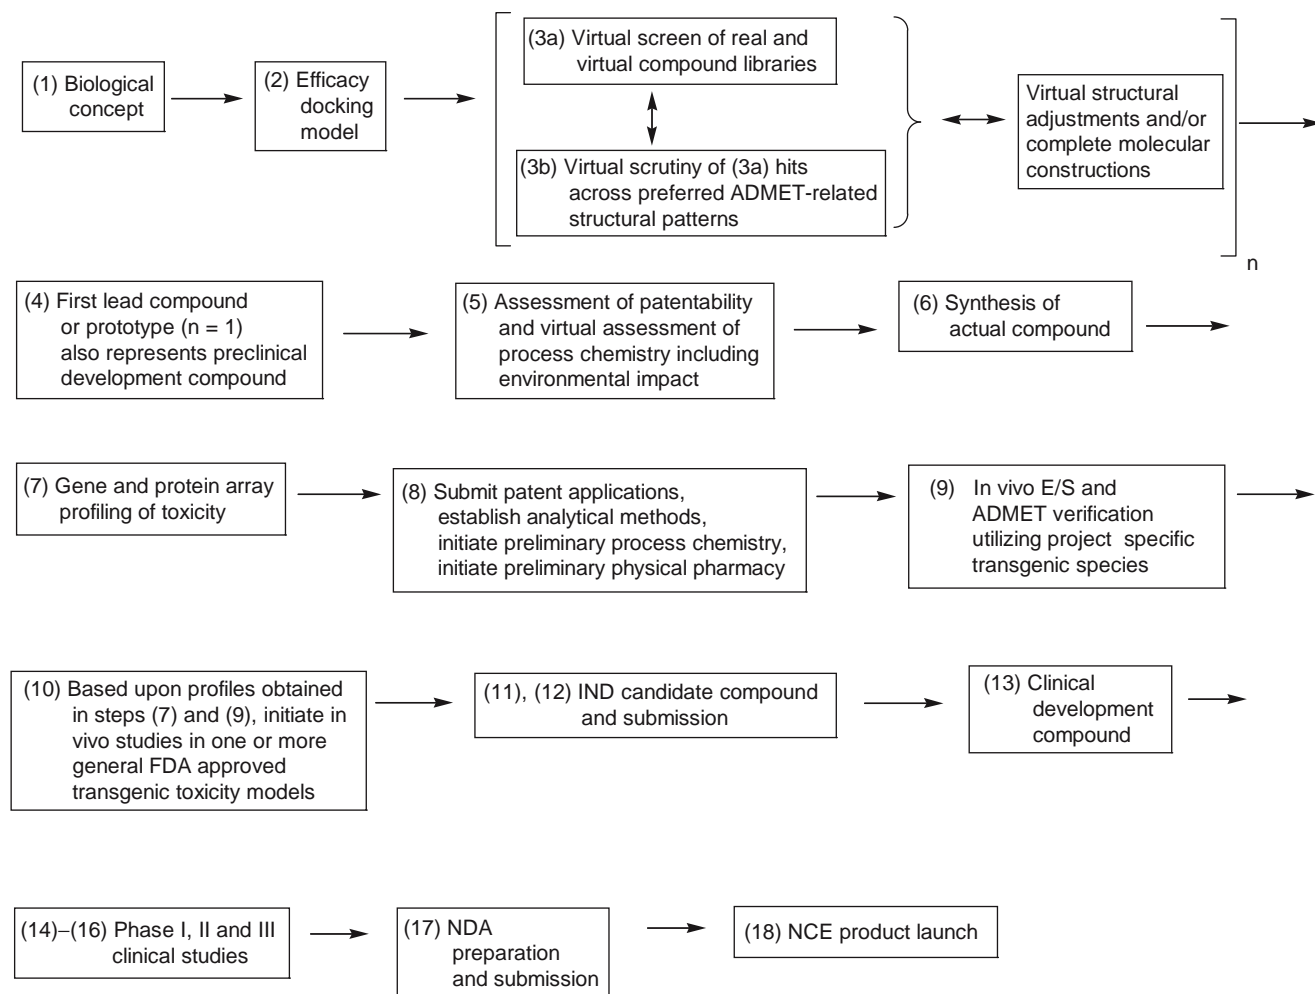 (1) Biological
concept
(2) Efficacy
docking
model
(3a) Virtual screen of real and
virtual compound libraries
(3b) Virtual scrutiny of (3a) hits
across preferred ADMET-related
structural patterns
Virtual structural
adjustments and/or
complete molecular
constructions
n
(4) First lead compound
or prototype (n = 1)
also represents preclinical
development compound
(5) Assessment of patentability
and virtual assessment of
process chemistry including
environmental impact
(6) Synthesis of
actual compound
(7) Gene and protein array
profiling of toxicity
(8) Submit patent applications,
establish analytical methods,
initiate preliminary process chemistry,
initiate preliminary physical pharmacy
(9) In vivo E/S and
ADMET verification
utilizing project specific
transgenic species
(10) Based upon profiles obtained
in steps (7) and (9), initiate in
vivo studies in one or more
general FDA approved
transgenic toxicity models
(11), (12) IND candidate compound
and submission
(13) Clinical
development
compound
(14)–(16) Phase I, II and III
clinical studies
(17) NDA
preparation
and submission
(18) NCE product launch